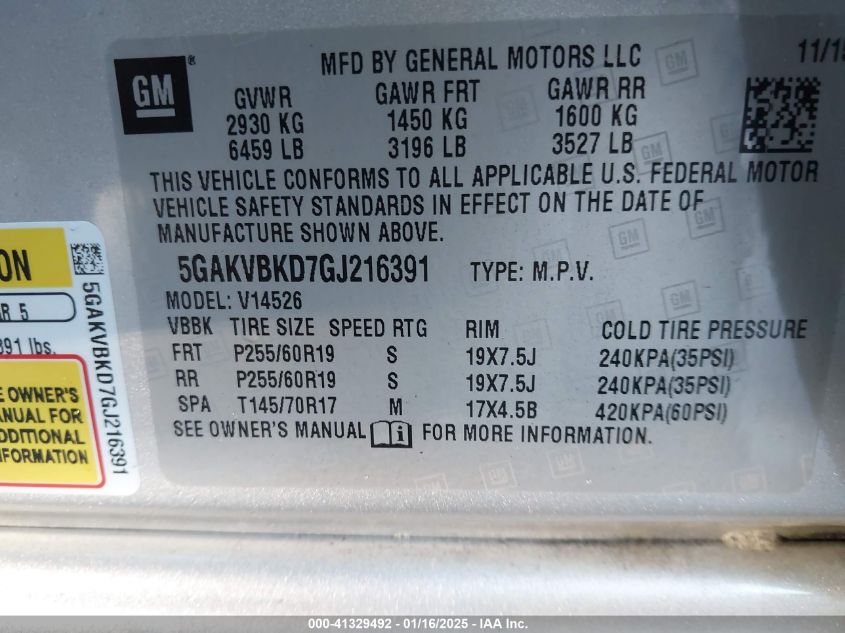 MFD BY GENERAL MOTORS LLC 11/15
GM ®
GVWR GAWR FRT GAWR RR
2930 KG 1450 KG 1600 KG
6459 LB 3196 LB 3527 LB
THIS VEHICLE CONFORMS TO ALL APPLICABLE U.S. FEDERAL MOTOR
VEHICLE SAFETY STANDARDS IN EFFECT ON THE DATE OF
MANUFACTURE SHOWN ABOVE.
5GAKVBKD7GJ216391 TYPE: M.P.V.
MODEL: V14526
VBBK TIRE SIZE SPEED RTG RIM COLD TIRE PRESSURE
FRT P255/60R19 S 19X7.5J 240KPA(35PSI)
RR P255/60R19 S 19X7.5J 240KPA(35PSI)
SPA T145/70R17 M 17X4.5B 420KPA(60PSI)
SEE OWNER'S MANUAL i FOR MORE INFORMATION.
ON
R 5
391 lbs.
E OWNER'S
ANUAL FOR
DDITIONAL
NFORMATION
5GAKVBKD7GJ216391
000-41329492 - 01/16/2025 - IAA Inc.